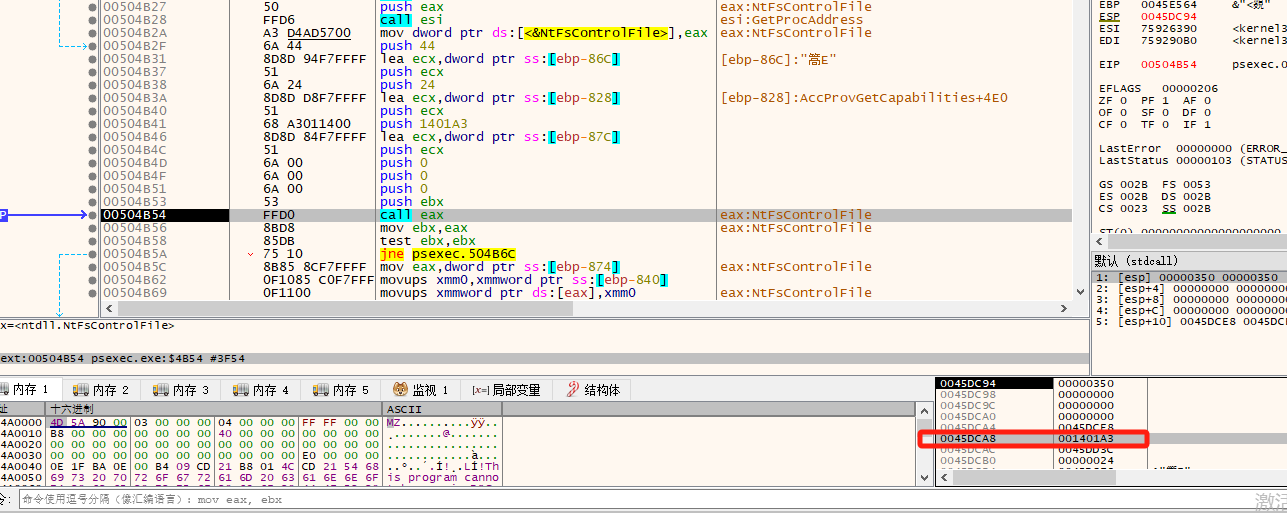 00504B27 50 push eax eax:NtFsControlFile
00504B28 FFD6 call esi esi:GetProcAddress
00504B2A A3 D4AD5700 mov dword ptr ds:[<&NtFsControlFile>],eax eax:NtFsControlFile
00504B2F 6A 44 push 44
00504B31 8D8D 94F7FFFF lea ecx,dword ptr ss:[ebp-86C] [ebp-86C]:"篙E"
00504B37 51 push ecx
00504B38 6A 24 push 24
00504B3A 8D8D D8F7FFFF lea ecx,dword ptr ss:[ebp-828] [ebp-828]:AccProvGetCapabilities+4E0
00504B40 51 push ecx
00504B41 68 A3011400 push 1401A3
00504B46 8D8D 84F7FFFF lea ecx,dword ptr ss:[ebp-87C]
00504B4C 51 push ecx
00504B4D 6A 00 push 0
00504B4F 6A 00 push 0
00504B51 6A 00 push 0
00504B53 53 push ebx
00504B54 FFD0 call eax eax:NtFsControlFile
00504B56 8BD8 mov ebx,eax eax:NtFsControlFile
00504B58 85DB test ebx,ebx
00504B5A 75 10 jne psexec.504B6C
00504B5C 8B85 8CF7FFFF mov eax,dword ptr ss:[ebp-874] eax:NtFsControlFile
00504B62 0F1085 C0F7FFFF movups xmm0,xmmword ptr ss:[ebp-840]
00504B69 0F1100 movups xmmword ptr ds:[eax],xmm0 eax:NtFsControlFile
EBP 0045E564
ESP 0045DC94
ESI 75926390 <kernel3
EDI 759290B0 <kernel3
EIP 00504B54 psexec.0
EFLAGS 00000206
ZF 0 PF 1 AF 0
OF 0 SF 0 DF 0
CF 0 TF 0 IF 1
LastError 00000000 (ERROR_
LastStatus 00000103 (STATUS
GS 002B FS 0053
ES 002B DS 002B
CS 0023 SS 002B
默认 (stdcall)
1: [esp] 00000350 00000350
2: [esp+4] 00000000 000000
3: [esp+8] 00000000 000000
4: [esp+C] 00000000 000000
5: [esp+10] 0045DCE8 0045DC
x=<ntdll.NtFsControlFile>
ext:00504B54 psexec.exe:$4B54 #3F54
内存 1 内存 2 内存 3 内存 4 内存 5 监视 1 [x=] 局部变量 结构体
址 十六进制 ASCII
4A0000 4D 5A 90 00 03 00 00 00 04 00 00 00 FF FF 00 00 MZ..........ÿÿ..
4A0010 B8 00 00 00 00 00 00 00 40 00 00 00 00 00 00 00 ¸.......@.......
4A0020 00 00 00 00 00 00 00 00 00 00 00 00 00 00 00 00 ................
4A0030 00 00 00 00 00 00 00 00 00 00 00 00 E0 00 00 00 ............à...
4A0040 0E 1F BA 0E 00 B4 09 CD 21 B8 01 4C CD 21 54 68 ..º..´.Í!¸.LÍ!Th
4A0050 69 73 20 70 72 6F 67 72 61 6D 20 63 61 6E 6E 6F is program canno
0045DC94 00000350
0045DC98 00000000
0045DC9C 00000000
0045DCA0 00000000
0045DCA4 0045DCE8
0045DCA8 001401A3
0045DCAC 0045DD3C
0045DCB0 00000024
令: 命令使用逗号分隔（像汇编语言）: mov eax, ebx
激活